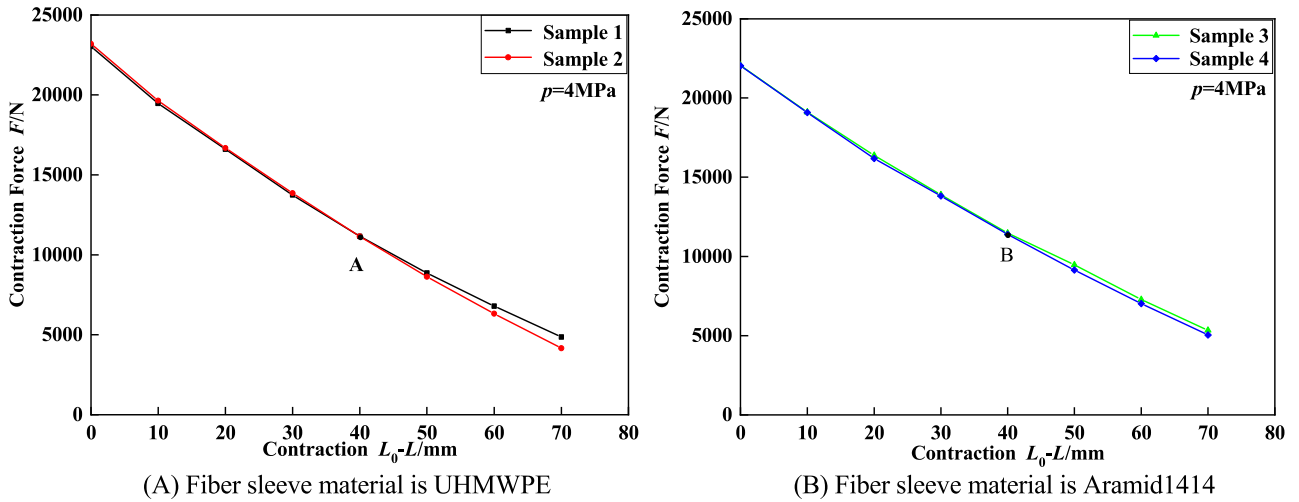 25000
20000
15000
10000
5000
0
Contraction Force F/N
Sample 1
Sample 2
p=4MPa
A
0 10 20 30 40 50 60 70 80
Contraction L₀-L/mm
(A) Fiber sleeve material is UHMWPE
25000
20000
15000
10000
5000
0
Contraction Force F/N
Sample 3
Sample 4
p=4MPa
B
0 10 20 30 40 50 60 70 80
Contraction L₀-L/mm
(B) Fiber sleeve material is Aramid1414